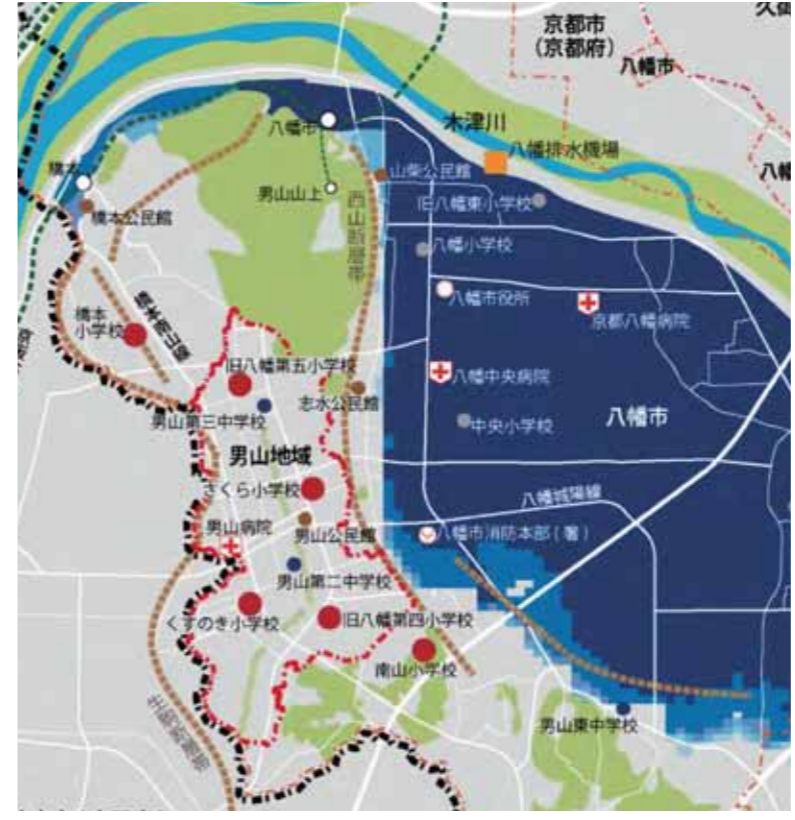 京都市
(京都府)
八幡市
木津川
八幡市
八幡排水機場
橋本
山柴公民館
男山山上
旧八幡東小学校
橋本公民館
西山断層帯
八幡小学校
八幡市役所
京都八幡病院
橋本
小学校
橋本南山線
旧八幡第五小学校
八幡中央病院
志水公民館
男山第三中学校
中央小学校
八幡市
男山地域
さくら小学校
八幡城陽線
男山病院
男山公民館
八幡市消防本部(署)
男山第二中学校
くすのき小学校
旧八幡第四小学校
南山小学校
男山東中学校